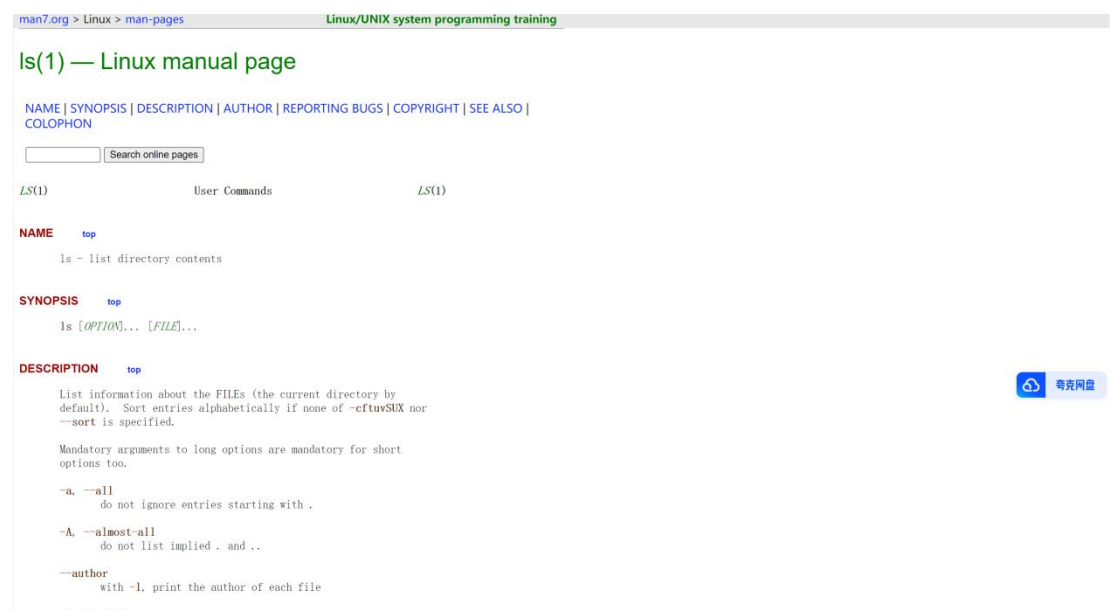 man7.org > Linux > man-pages Linux/UNIX system programming training
ls(1) — Linux manual page
NAME | SYNOPSIS | DESCRIPTION | AUTHOR | REPORTING BUGS | COPYRIGHT | SEE ALSO |
COLOPHON
Search online pages
LS(1) User Commands LS(1)
NAME top
ls - list directory contents
SYNOPSIS top
ls [OPTION]... [FILE]...
DESCRIPTION top
List information about the FILEs (the current directory by
default). Sort entries alphabetically if none of -cftuvSUX nor
--sort is specified.
Mandatory arguments to long options are mandatory for short
options too.
-a, --all
do not ignore entries starting with .
-A, --almost-all
do not list implied . and ..
--author
with -l, print the author of each file
夸克网盘